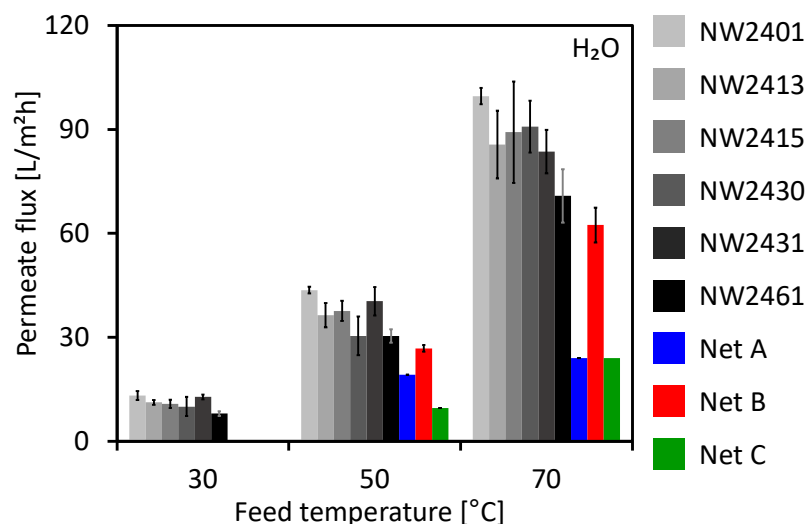 120
90
60
30
0
Permeate flux [L/m²h]
H₂O
30
50
70
Feed temperature [°C]
NW2401
NW2413
NW2415
NW2430
NW2431
NW2461
Net A
Net B
Net C